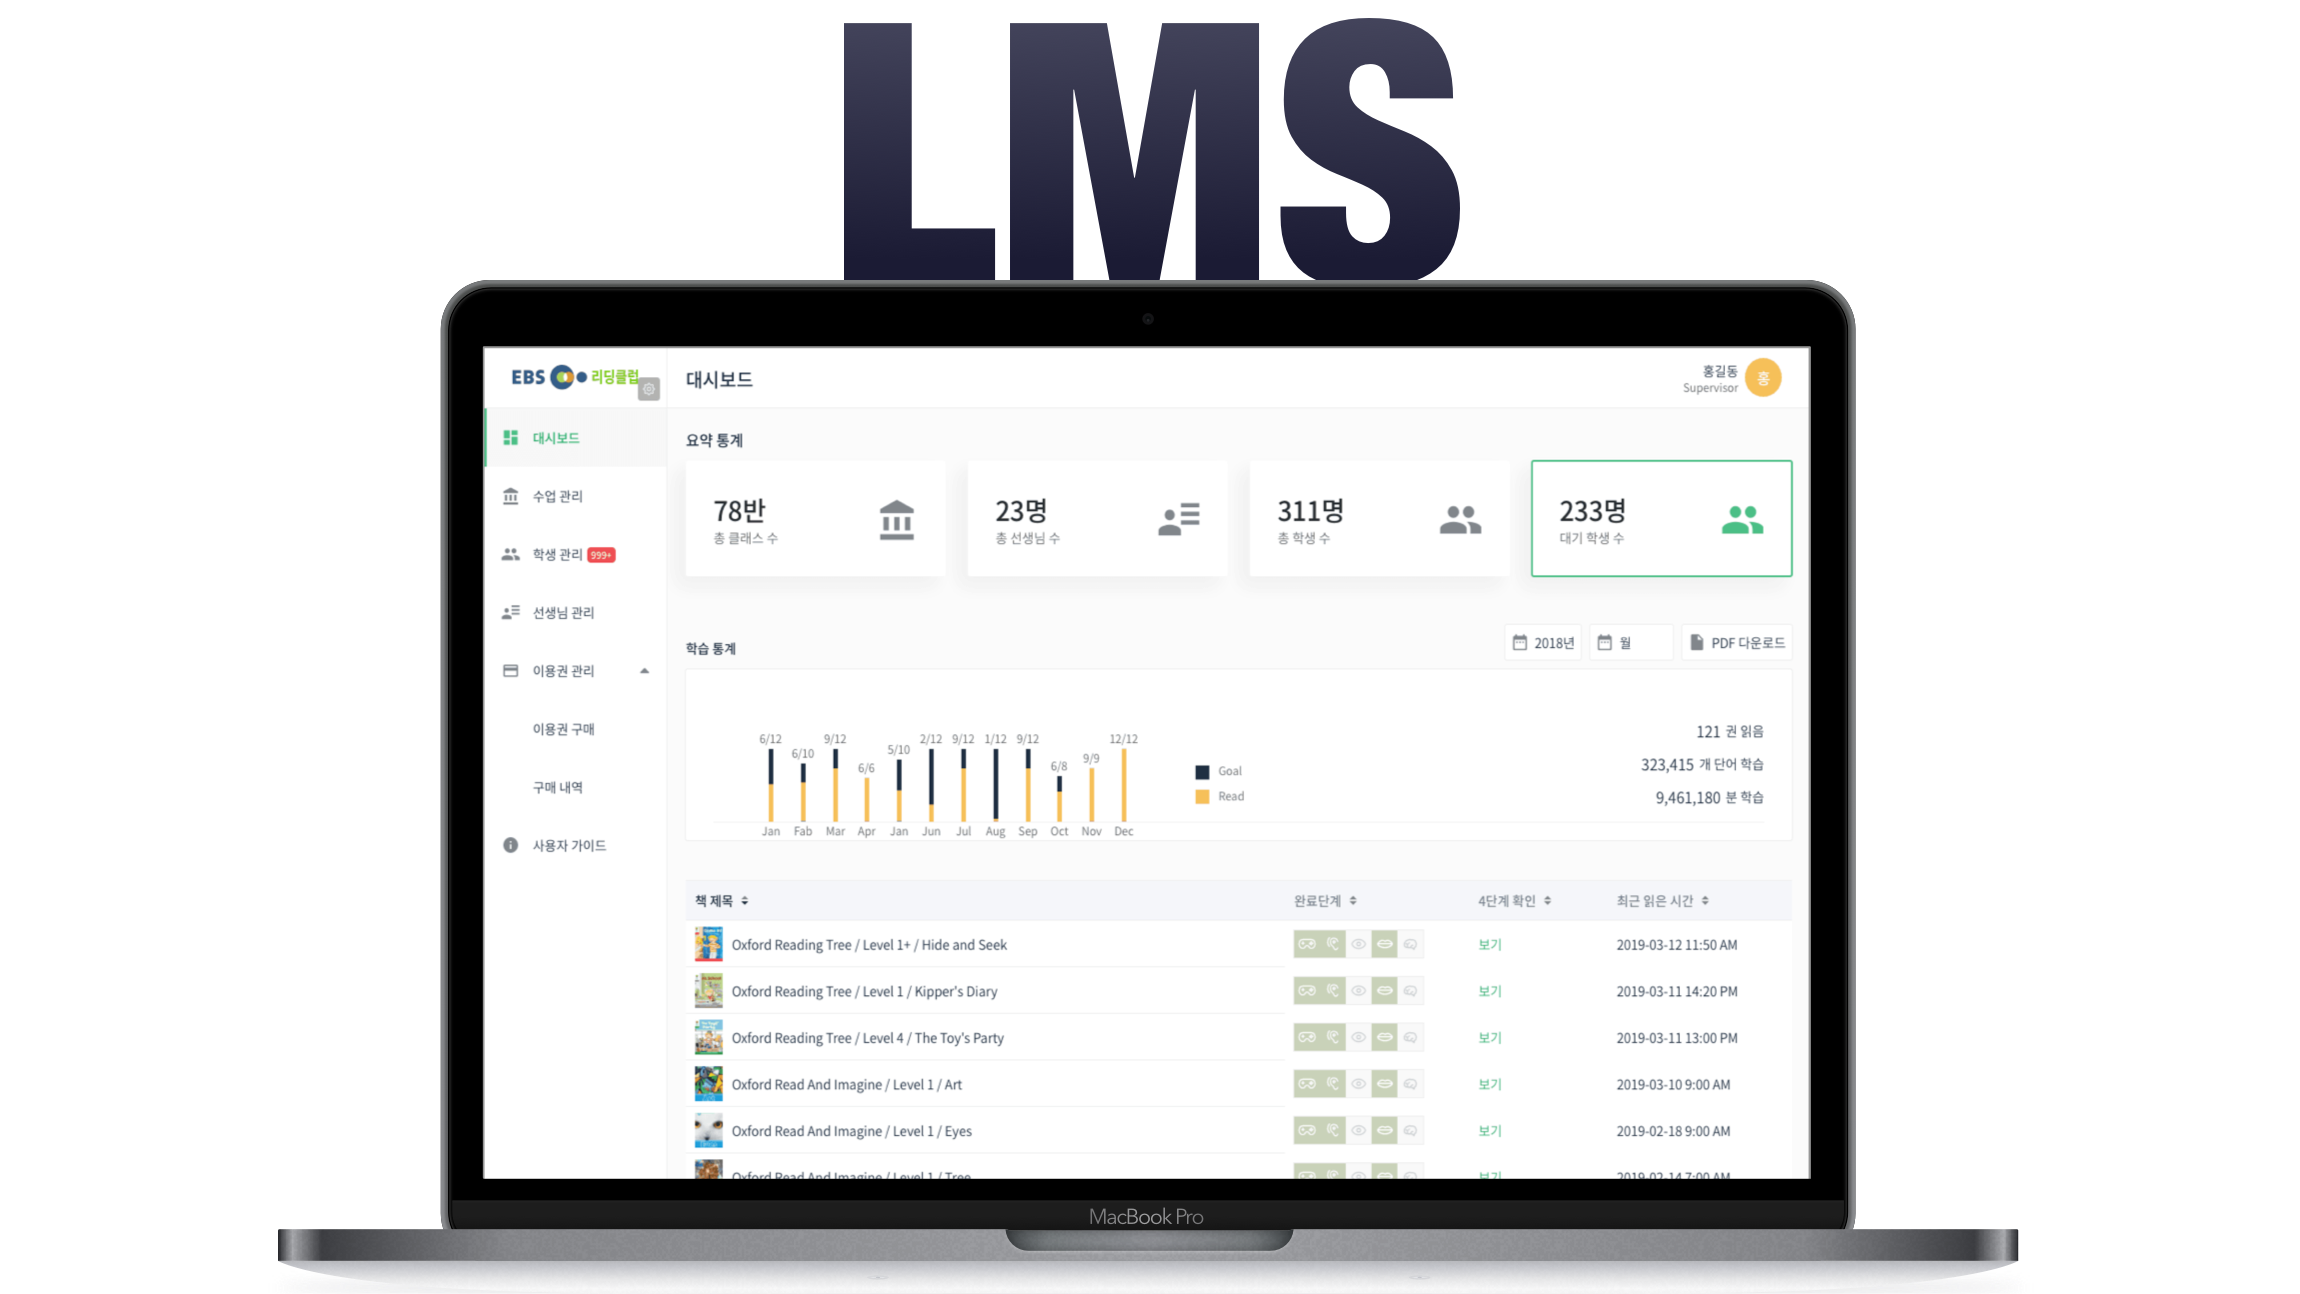 LMS
EBS 리딩클럽
대시보드
홍길동
Supervisor
홍
대시보드
수업 관리
학생 관리 999+
선생님 관리
이용권 관리
이용권 구매
구매 내역
사용자 가이드
요약 통계
78반
총 클래스 수
23명
총 선생님 수
311명
총 학생 수
233명
대기 학생 수
학습 통계
2018년
월
PDF 다운로드
6/12 6/10 9/12 6/6 5/10 2/12 9/12 1/12 9/12 6/8 9/9 12/12
Jan Fab Mar Apr Jan Jun Jul Aug Sep Oct Nov Dec
Goal
Read
121 권 읽음
323,415 개 단어 학습
9,461,180 분 학습
책 제목 완료단계 4단계 확인 최근 읽은 시간
Oxford Reading Tree / Level 1+ / Hide and Seek 보기 2019-03-12 11:50 AM
Oxford Reading Tree / Level 1 / Kipper's Diary 보기 2019-03-11 14:20 PM
Oxford Reading Tree / Level 4 / The Toy's Party 보기 2019-03-11 13:00 PM
Oxford Read And Imagine / Level 1 / Art 보기 2019-03-10 9:00 AM
Oxford Read And Imagine / Level 1 / Eyes 보기 2019-02-18 9:00 AM
Oxford Read And Imagine / Level 1 / Tree 보기 2019-02-14 7:00 AM
MacBook Pro